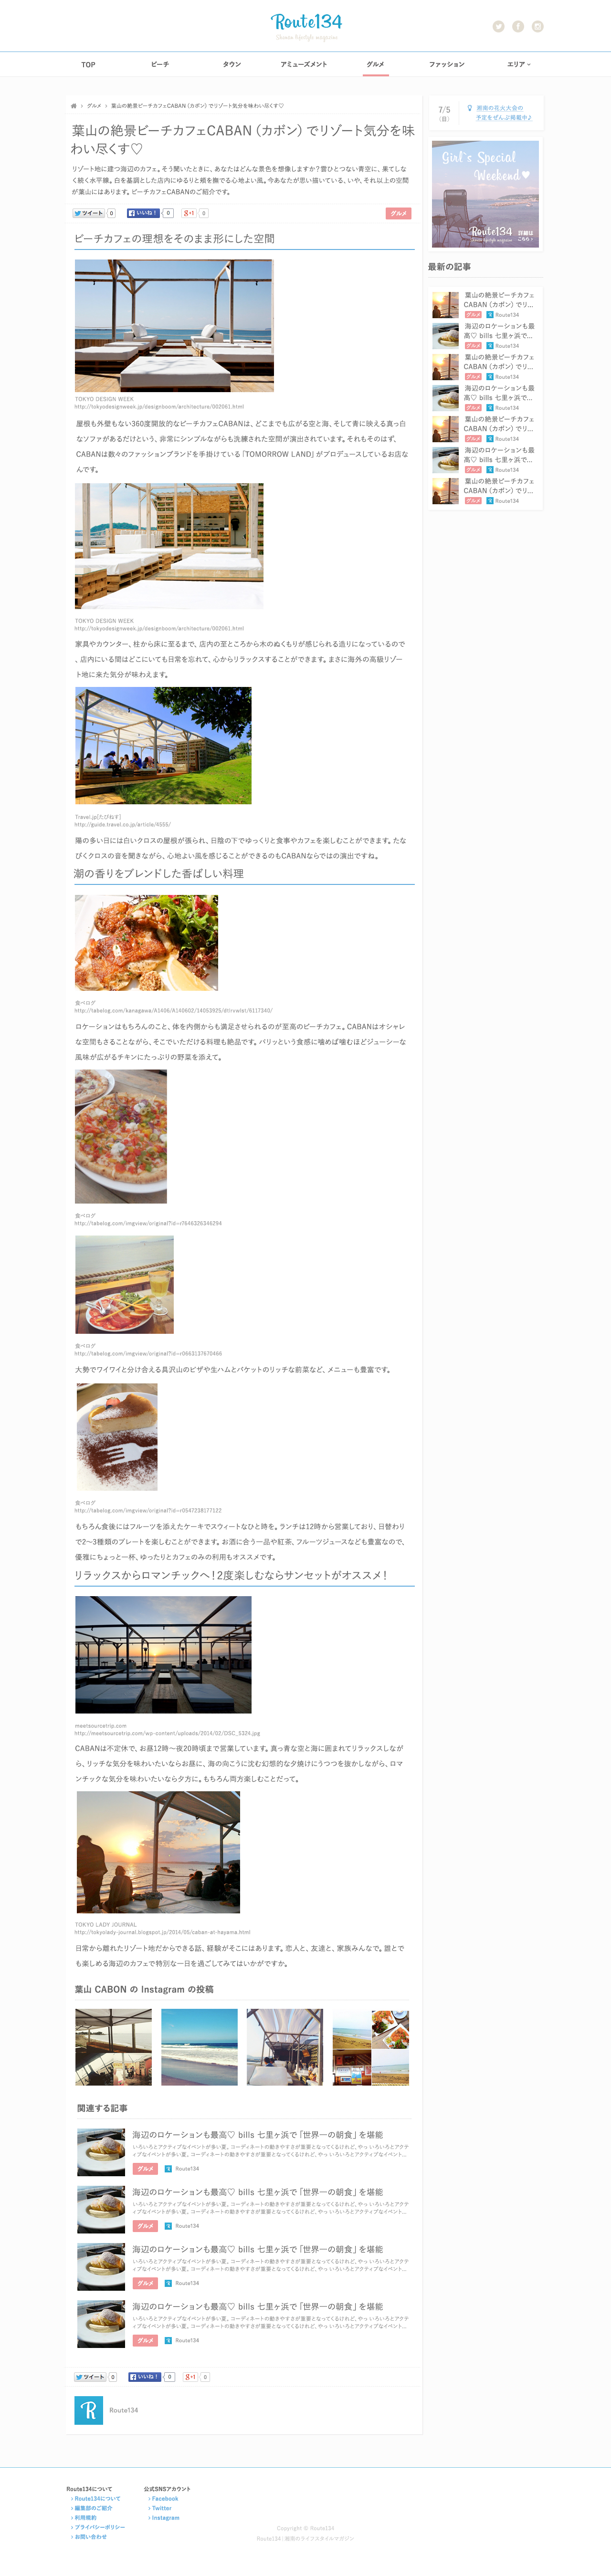 Route134
Shonan lifestyle magazine
TOP ビーチ タウン アミューズメント グルメ ファッション エリア
グルメ > 葉山の絶景ビーチカフェCABAN（カボン）でリゾート気分を味わい尽くす♡
葉山の絶景ビーチカフェCABAN（カボン）でリゾート気分を味
わい尽くす♡
リゾート地に建つ海辺のカフェ。そう聞いたときに、あなたはどんな景色を想像しますか？雲ひとつない青空に、果てしな
く続く水平線。白を基調とした店内にゆるりと裾を撫でる心地よい風。今あなたが思い描いている、いや、それ以上の空間
が葉山にはあります。ビーチカフェCABANのご紹介です。
ツイート 0 いいね！ 0 g+1 0 グルメ
ビーチカフェの理想をそのまま形にした空間
TOKYO DESIGN WEEK
http://tokyodesignweek.jp/designboom/architecture/002061.html
屋根も外壁もない360度開放的なビーチカフェCABANは、どこまでも広がる空と海、そして青に映える真っ白
なソファがあるだけという、非常にシンプルながらも洗練された空間が演出されています。それもそのはず、
CABANは数々のファッションブランドを手掛けている「TOMORROW LAND」がプロデュースしているお店な
んです。
TOKYO DESIGN WEEK
http://tokyodesignweek.jp/designboom/architecture/002061.html
家具やカウンター、柱から床に至るまで、店内の至るところから木のぬくもりが感じられる造りになっているので
、店内にいる間はどこにいても日常を忘れて、心からリラックスすることができます。まさに海外の高級リゾー
ト地に来た気分が味わえます。
Travel.jp[たびねす]
http://guide.travel.co.jp/article/4555/
陽の多い日には白いクロスの屋根が張られ、日陰の下でゆっくりと食事やカフェを楽しむことができます。たな
びくクロスの音を聞きながら、心地よい風を感じることができるのもCABANならではの演出ですね。
潮の香りをブレンドした香ばしい料理
食べログ
ロケーションはもちろんのこと、体を内側からも満足させられるのが至高のビーチカフェ。CABANはオシャレ
な空間もさることながら、そこでいただける料理も絶品です。パリッという食感に噛めば噛むほどジューシーな
風味が広がるチキンにたっぷりの野菜を添えて。
食べログ
http://tabelog.com/imgview/original?id=r7646326346294
食べログ
http://tabelog.com/imgview/original?id=r0663137670466
大勢でワイワイと分け合える具沢山のピザや生ハムとバケットのリッチな前菜など、メニューも豊富です。
食べログ
http://tabelog.com/imgview/original?id=r0547238177122
もちろん食後にはフルーツを添えたケーキでスウィートなひと時を。ランチは12時から営業しており、日替わり
で2〜3種類のプレートを楽しむことができます。お酒に合う一品や紅茶、フルーツジュースなども豊富なので、
優雅にちょっと一杯、ゆったりとカフェのみの利用もオススメです。
リラックスからロマンチックへ！2度楽しむならサンセットがオススメ！
meetsourcetrip.com
http://meetsourcetrip.com/wp-content/uploads/2014/03/DSC_5324.jpg
CABANは不定休で、お昼12時〜夜20時頃まで営業しています。真っ青な空と海に囲まれてリラックスしなが
ら、リッチな気分を味わいたいならお昼に、海の向こうに沈む幻想的な夕焼けにうつつを抜かしながら、ロマ
ンチックな気分を味わいたいなら夕方に。もちろん両方楽しむことだって。
TOKYO LADY JOURNAL
http://tokyolady-journal.blogspot.jp/2014/05/caban-at-hayama.html
日常から離れたリゾート地だからできる話、経験がそこにはあります。恋人と、友達と、家族みんなで。誰とで
も楽しめる海辺のカフェで特別な一日を過ごしてみてはいかがですか。
葉山 CABON の Instagram の投稿
関連する記事
海辺のロケーションも最高♡ bills 七里ヶ浜で「世界一の朝食」を堪能
いろいろとアクティブなイベントが多い夏。コーディネートの動きやすさが重要となってくるけれど、やっ いろいろとアクテ
ィブなイベントが多い夏。コーディネートの動きやすさが重要となってくるけれど、やっ いろいろとアクティブなイベント...
グルメ Route134
海辺のロケーションも最高♡ bills 七里ヶ浜で「世界一の朝食」を堪能
いろいろとアクティブなイベントが多い夏。コーディネートの動きやすさが重要となってくるけれど、やっ いろいろとアクテ
ィブなイベントが多い夏。コーディネートの動きやすさが重要となってくるけれど、やっ いろいろとアクティブなイベント...
グルメ Route134
海辺のロケーションも最高♡ bills 七里ヶ浜で「世界一の朝食」を堪能
いろいろとアクティブなイベントが多い夏。コーディネートの動きやすさが重要となってくるけれど、やっ いろいろとアクテ
ィブなイベントが多い夏。コーディネートの動きやすさが重要となってくるけれど、やっ いろいろとアクティブなイベント...
グルメ Route134
海辺のロケーションも最高♡ bills 七里ヶ浜で「世界一の朝食」を堪能
いろいろとアクティブなイベントが多い夏。コーディネートの動きやすさが重要となってくるけれど、やっ いろいろとアクテ
ィブなイベントが多い夏。コーディネートの動きやすさが重要となってくるけれど、やっ いろいろとアクティブなイベント...
グルメ Route134
ツイート 0 いいね！ 0 g+1 0
R Route134
7/5
（日）
湘南の花火大会の
予定をぜんぶ掲載中♪
Girl's Special
Weekend♥
Route134
Shonan lifestyle magazine
詳細は
こちら
最新の記事
葉山の絶景ビーチカフェ
CABAN（カボン）でリ...
グルメ Route134
海辺のロケーションも最
高♡ bills 七里ヶ浜で...
グルメ Route134
葉山の絶景ビーチカフェ
CABAN（カボン）でリ...
グルメ Route134
海辺のロケーションも最
高♡ bills 七里ヶ浜で...
グルメ Route134
葉山の絶景ビーチカフェ
CABAN（カボン）でリ...
グルメ Route134
海辺のロケーションも最
高♡ bills 七里ヶ浜で...
グルメ Route134
葉山の絶景ビーチカフェ
CABAN（カボン）でリ...
グルメ Route134
Route134について
Route134について
編集部のご紹介
利用規約
プライバシーポリシー
お問い合わせ
公式SNSアカウント
Facebook
Twitter
Instagram
Copyright © Route134
Route134-湘南のライフスタイルマガジン